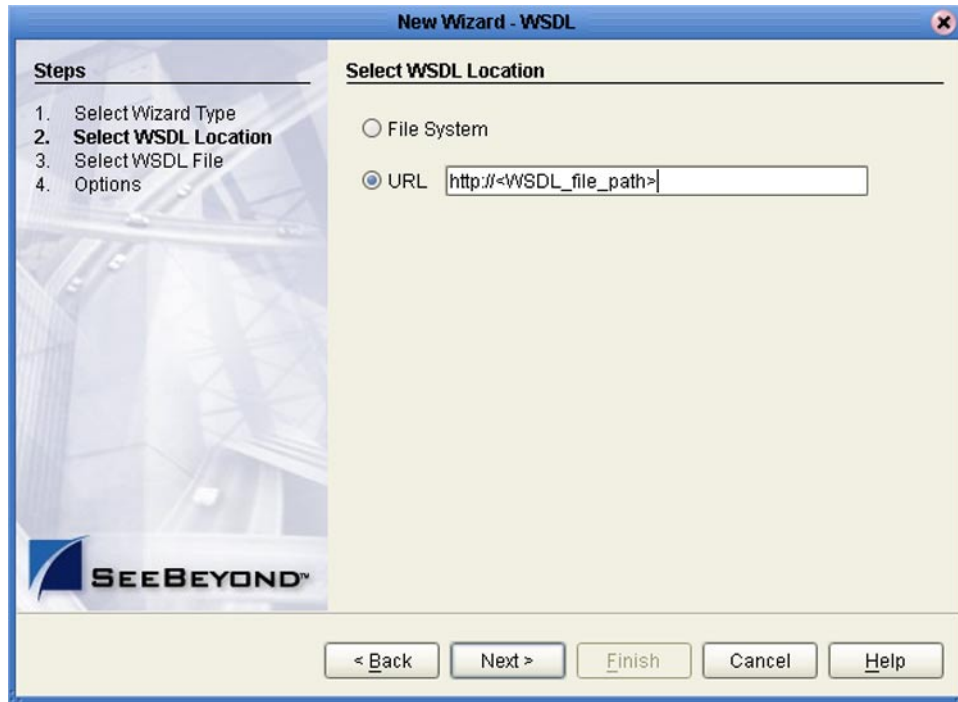 New Wizard - WSDL
Steps
1. Select Wizard Type
2. Select WSDL Location
3. Select WSDL File
4. Options
Select WSDL Location
File System
URL http://<WSDL_file_path>
SEEBEYOND™
< Back Next > Finish Cancel Help